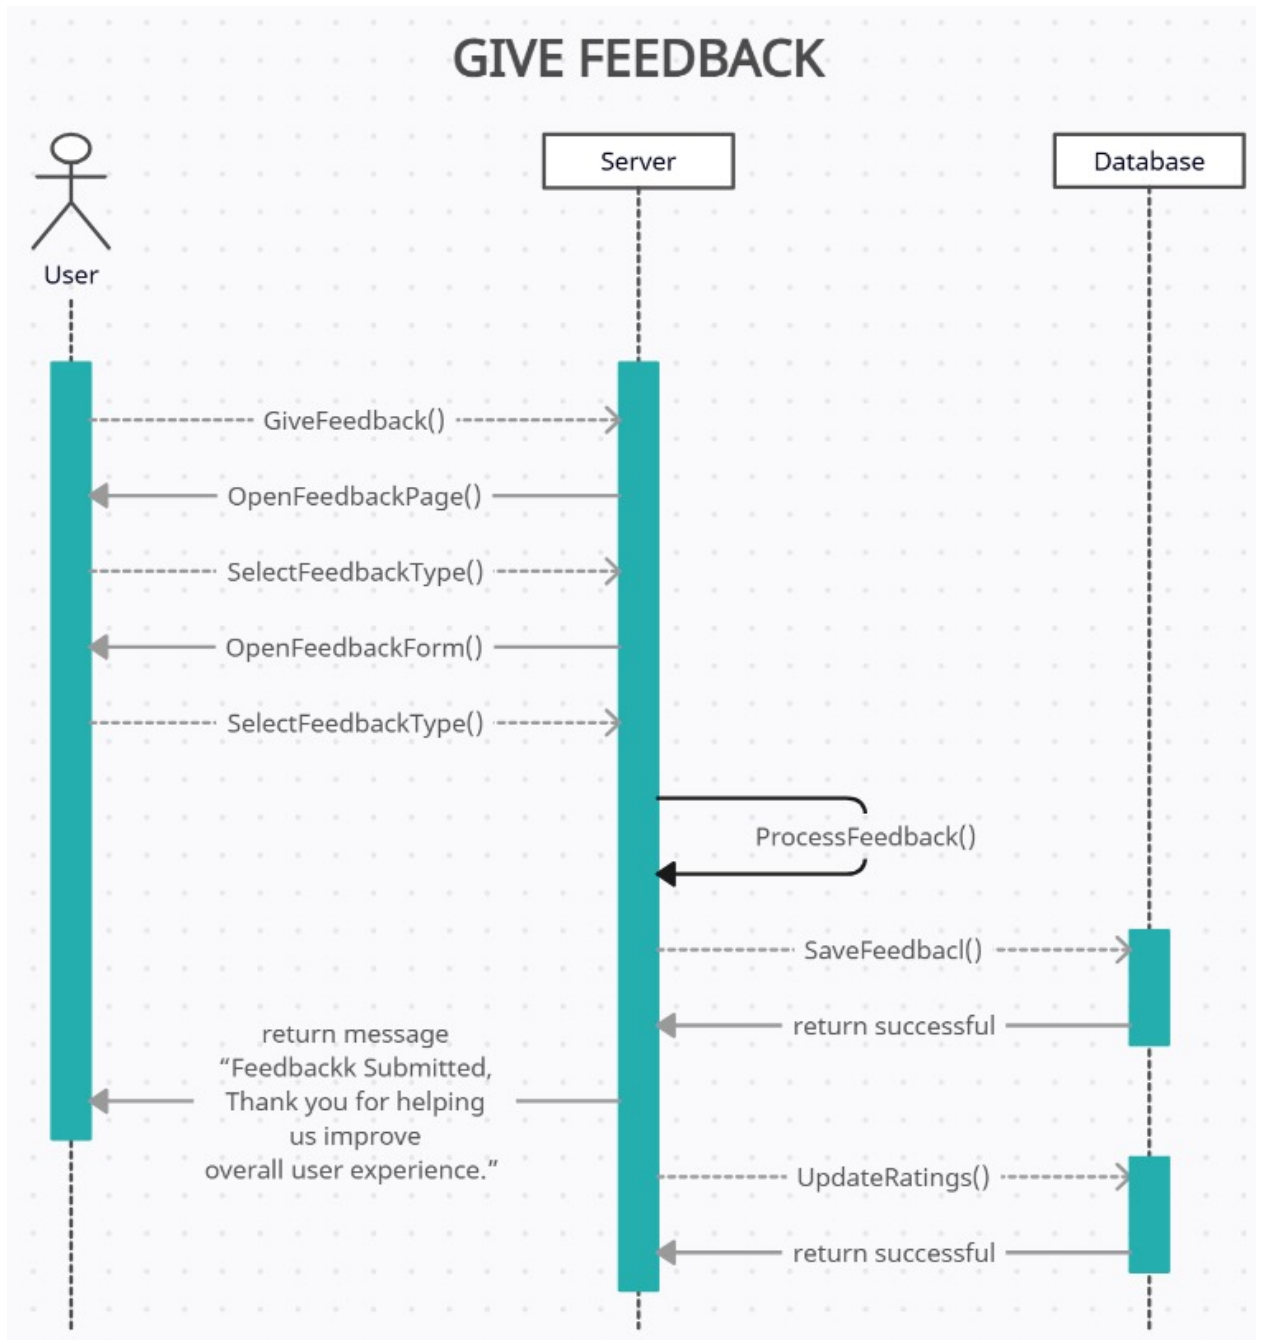 GIVE FEEDBACK
User
Server
Database
GiveFeedback()
OpenFeedbackPage()
SelectFeedbackType()
OpenFeedbackForm()
SelectFeedbackType()
ProcessFeedback()
SaveFeedbacl()
return successful
return message
“Feedbackk Submitted,
Thank you for helping
us improve
overall user experience.”
UpdateRatings()
return successful